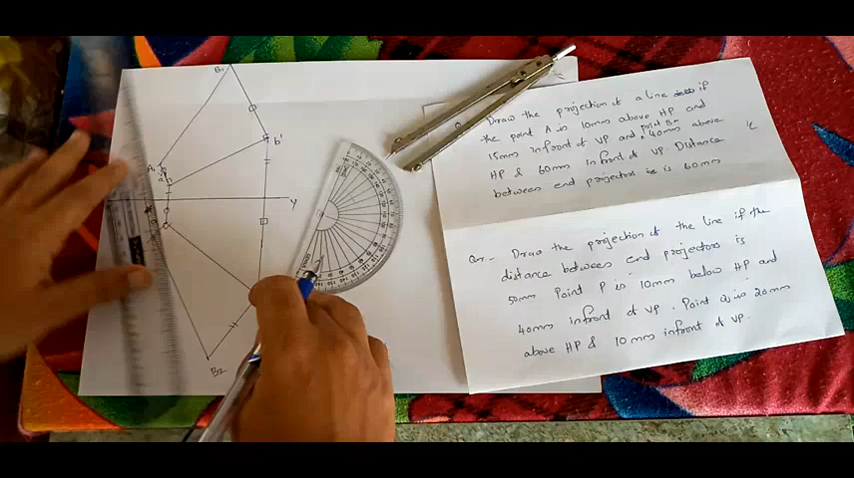 B1
b'
A
y
B2
Draw the projection of a line if
the point A is 10mm above HP and
15mm infront of VP and point B is 40mm above
HP & 60mm infront of VP. Distance
between end projectors is 60mm
Qn:- Draw the projection of the line if the
distance between end projectors is
50mm Point P is 10mm below HP and
40mm infront of VP. Point Q is 20mm
above HP & 10mm infront of VP.